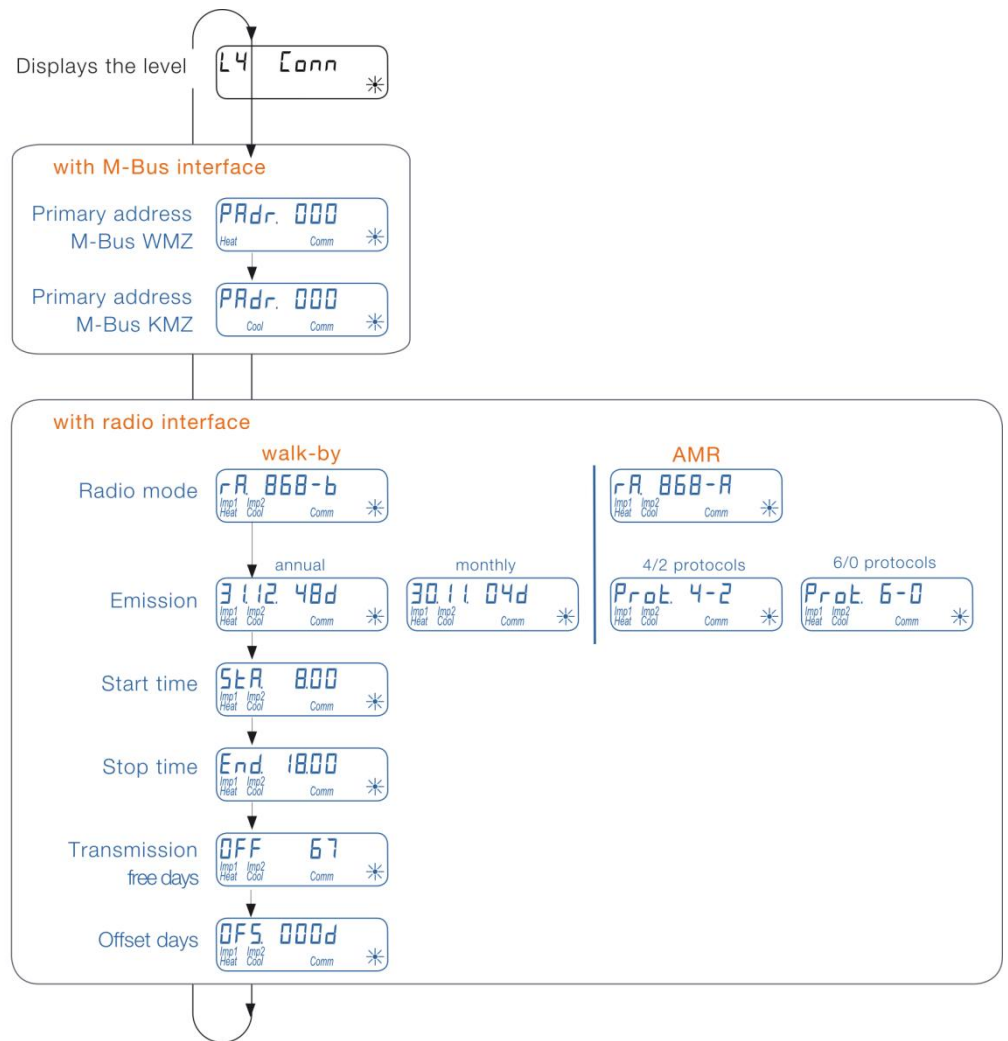 Displays the level
L4 Conn
with M-Bus interface
Primary address
M-Bus WMZ
PAdr. 000
Heat Comm
Primary address
M-Bus KMZ
PAdr. 000
Cool Comm
with radio interface
walk-by
AMR
Radio mode
rA. 868-b
Imp1 Imp2
Heat Cool Comm
rA. 868-A
Imp1 Imp2
Heat Cool Comm
annual
monthly
4/2 protocols
6/0 protocols
Emission
31.12. 48d
Imp1 Imp2
Heat Cool Comm
30.11. 04d
Imp1 Imp2
Heat Cool Comm
Prot. 4-2
Imp1 Imp2
Heat Cool Comm
Prot. 6-0
Imp1 Imp2
Heat Cool Comm
Start time
StA. 8.00
Imp1 Imp2
Heat Cool Comm
Stop time
End. 18.00
Imp1 Imp2
Heat Cool Comm
Transmission
free days
OFF 67
Imp1 Imp2
Heat Cool Comm
Offset days
OFS. 000d
Imp1 Imp2
Heat Cool Comm